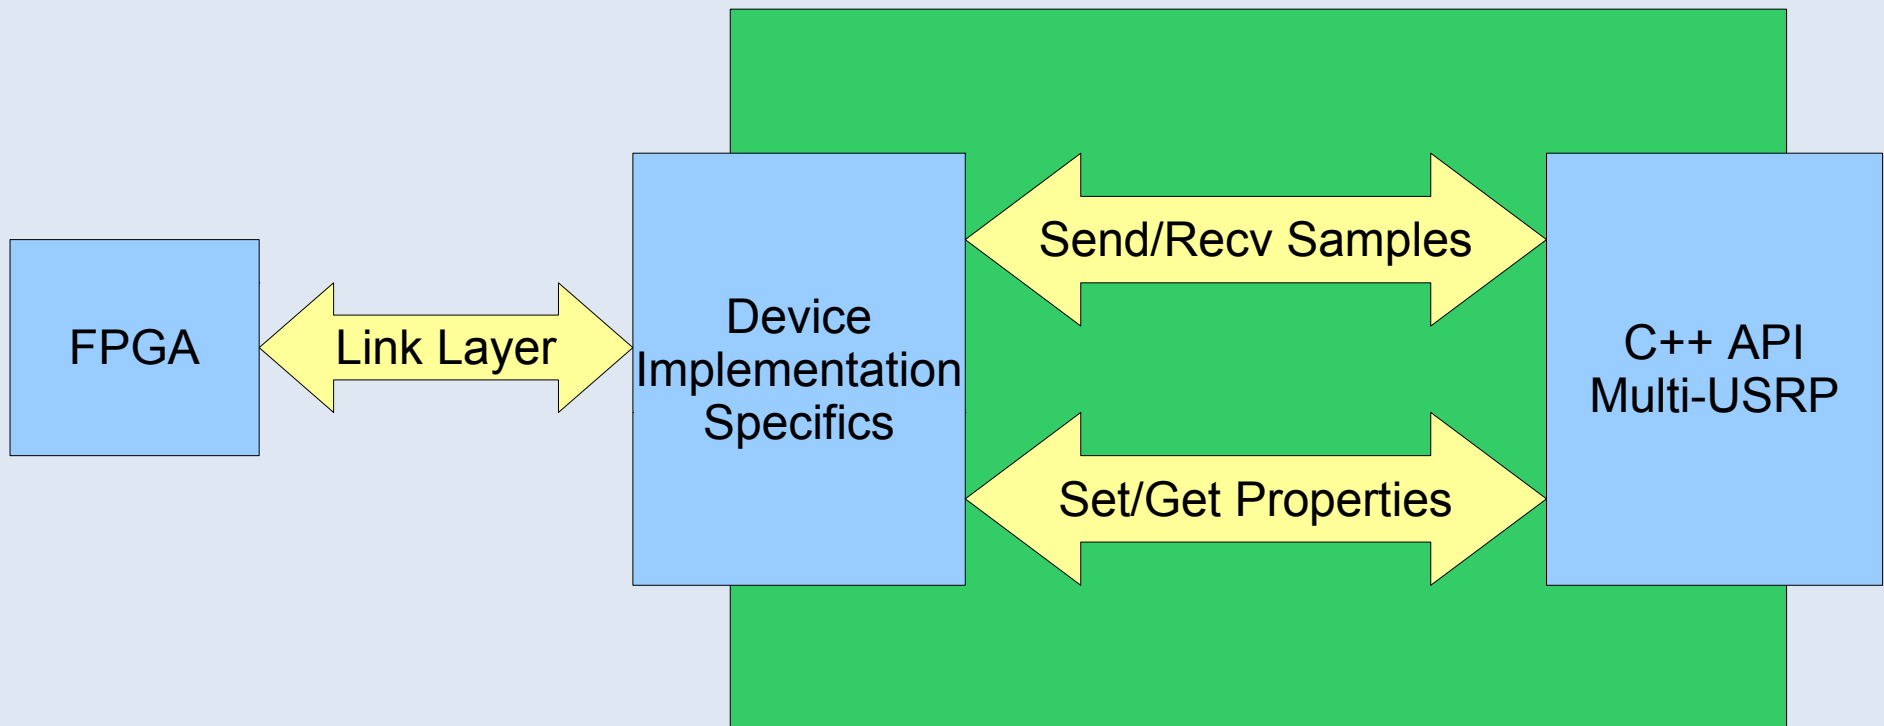 FPGA
Link Layer
Device
Implementation
Specifics
Send/Recv Samples
Set/Get Properties
C++ API
Multi-USRP